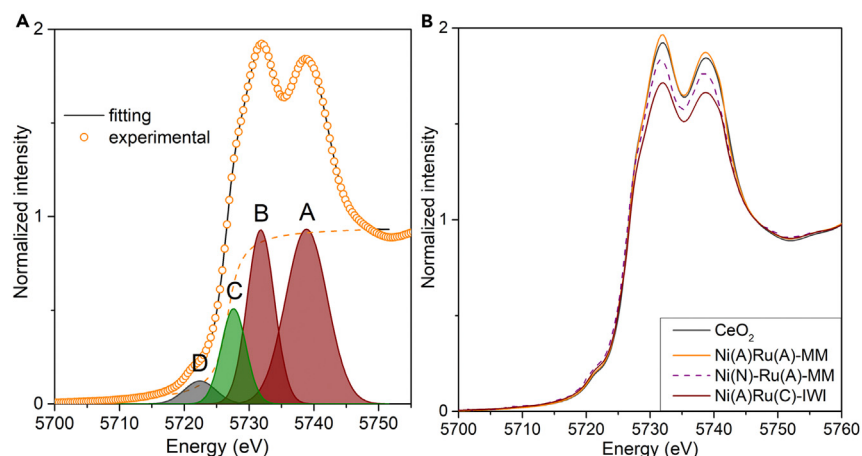 A
B
2
1
0
Normalized intensity
fitting
experimental
A
B
C
D
5700
5710
5720
5730
5740
5750
Energy (eV)
2
1
0
Normalized intensity
CeO₂
Ni(A)Ru(A)-MM
Ni(N)-Ru(A)-MM
Ni(A)Ru(C)-IWI
5700
5710
5720
5730
5740
5750
5760
Energy (eV)